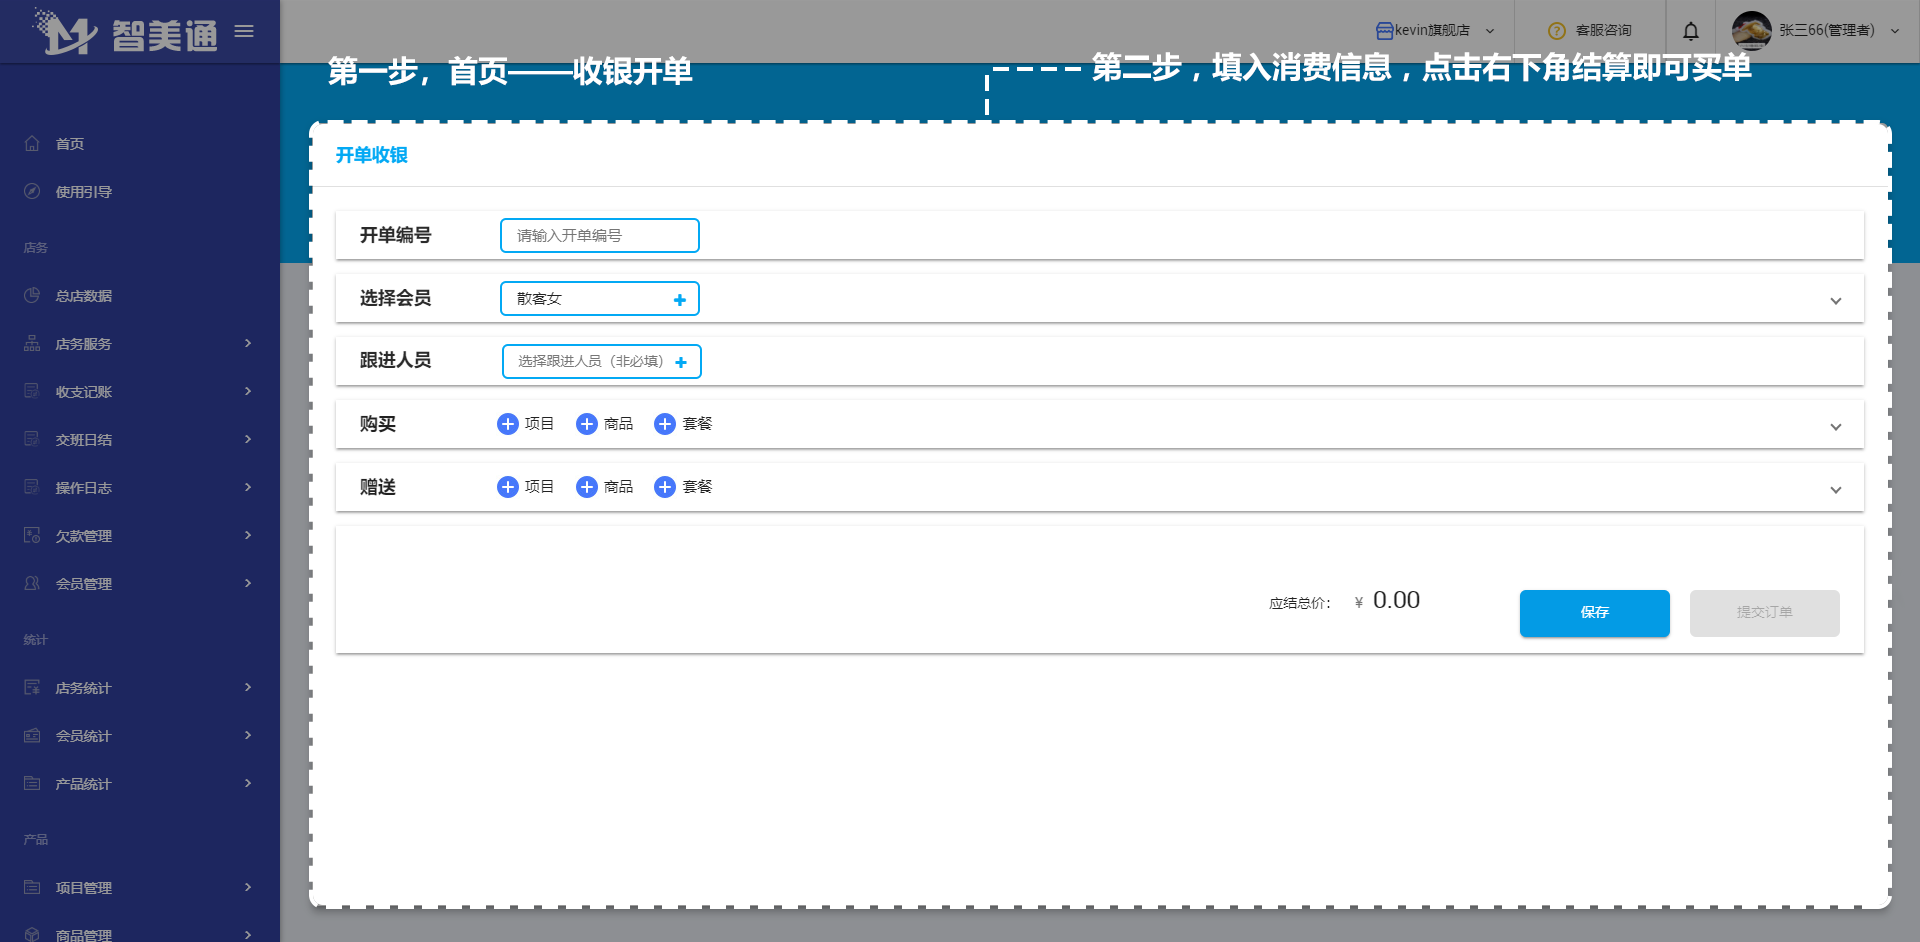 智美通
kevin旗舰店
客服咨询
张三66(管理者)
第一步，首页——收银开单
第二步，填入消费信息，点击右下角结算即可买单
首页
使用引导
店务
总店数据
店务服务
收支记账
交班日结
操作日志
欠款管理
会员管理
统计
店务统计
会员统计
产品统计
产品
项目管理
商品管理
开单收银
开单编号 请输入开单编号
选择会员 散客女
跟进人员 选择跟进人员（非必填）
购买 项目 商品 套餐
赠送 项目 商品 套餐
应结总价： ¥ 0.00
保存 提交订单